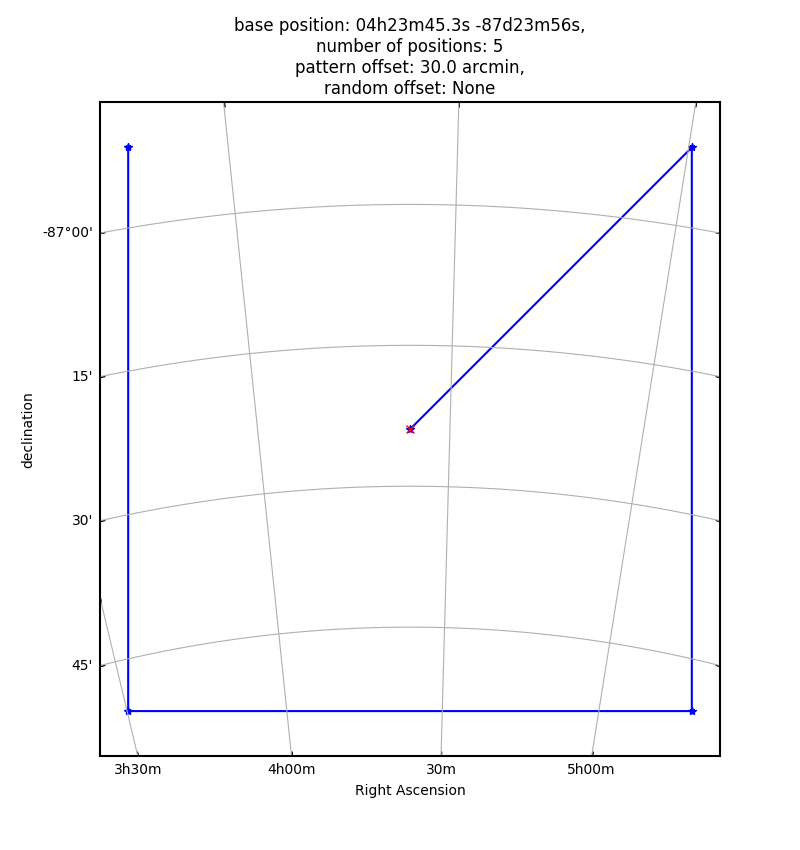 base position: 04h23m45.3s -87d23m56s,
number of positions: 5
pattern offset: 30.0 arcmin,
random offset: None
-87°00'
15'
30'
45'
declination
3h30m 4h00m 30m 5h00m
Right Ascension